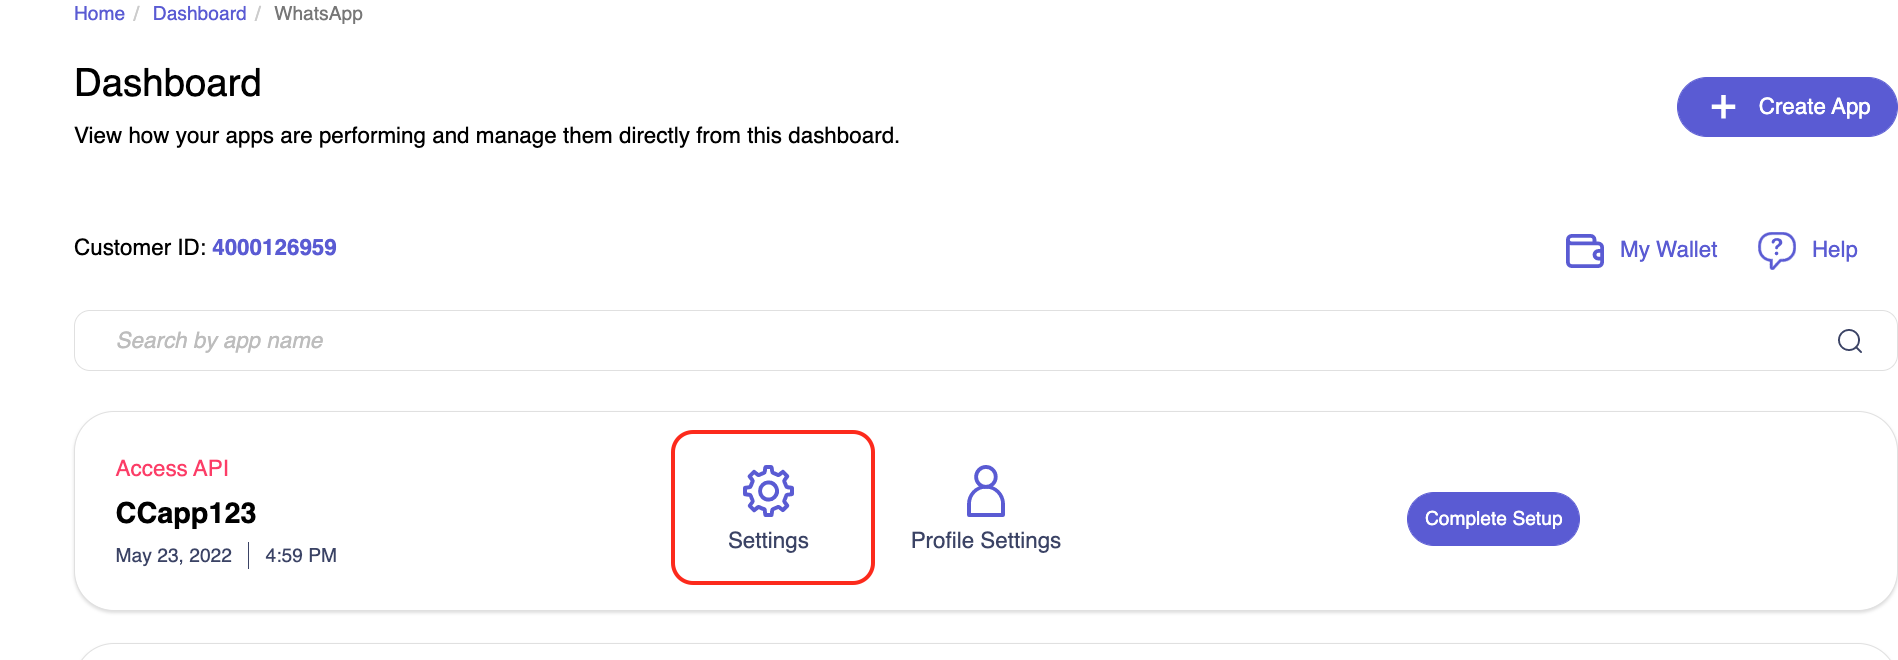 Home / Dashboard / WhatsApp
Dashboard
Create App
View how your apps are performing and manage them directly from this dashboard.
Customer ID: 4000126959
My Wallet
Help
Search by app name
Access API
CCapp123
May 23, 2022 | 4:59 PM
Settings
Profile Settings
Complete Setup